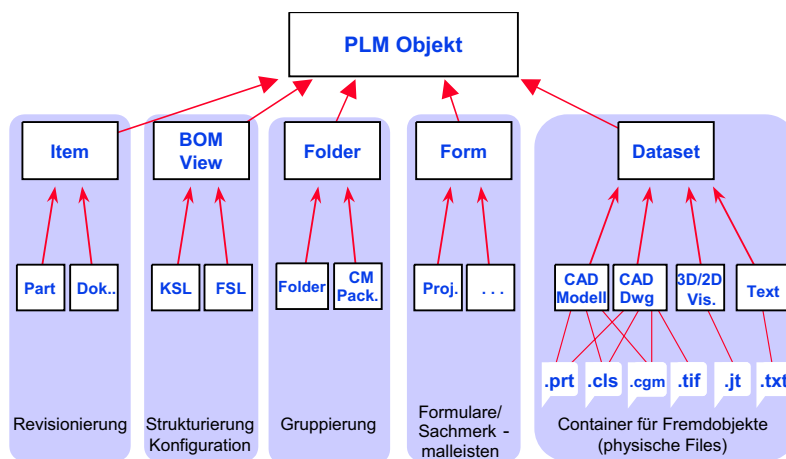 PLM Objekt
Item
BOM
View
Folder
Form
Dataset
Part
Dok..
KSL
FSL
Folder
CM
Pack.
Proj.
. . .
CAD
Modell
CAD
Dwg
3D/2D
Vis.
Text
.prt
.cls
.cgm
.tif
.jt
.txt
Revisionierung
Strukturierung
Konfiguration
Gruppierung
Formulare/
Sachmerk -
malleisten
Container für Fremdobjekte
(physische Files)